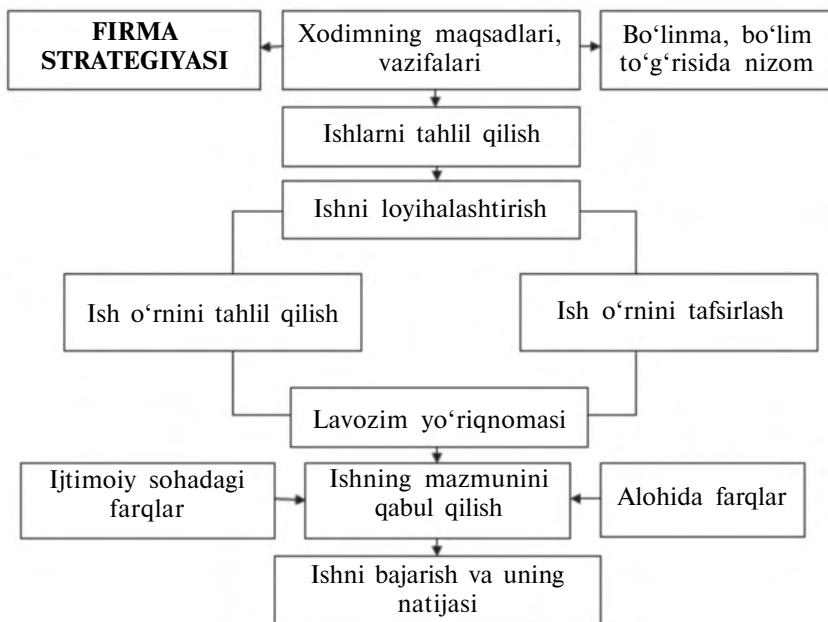 FIRMA
STRATEGIYASI
Xodimning maqsadlari,
vazifalari
Bo‘linma, bo‘lim
to‘g‘risida nizom
Ishlarni tahlil qilish
Ishni loyihalashtirish
Ish o‘rnini tahlil qilish
Ish o‘rnini tafsirlash
Lavozim yo‘riqnomasi
Ijtimoiy sohadagi
farqlar
Ishning mazmunini
qabul qilish
Alohida farqlar
Ishni bajarish va uning
natijasi